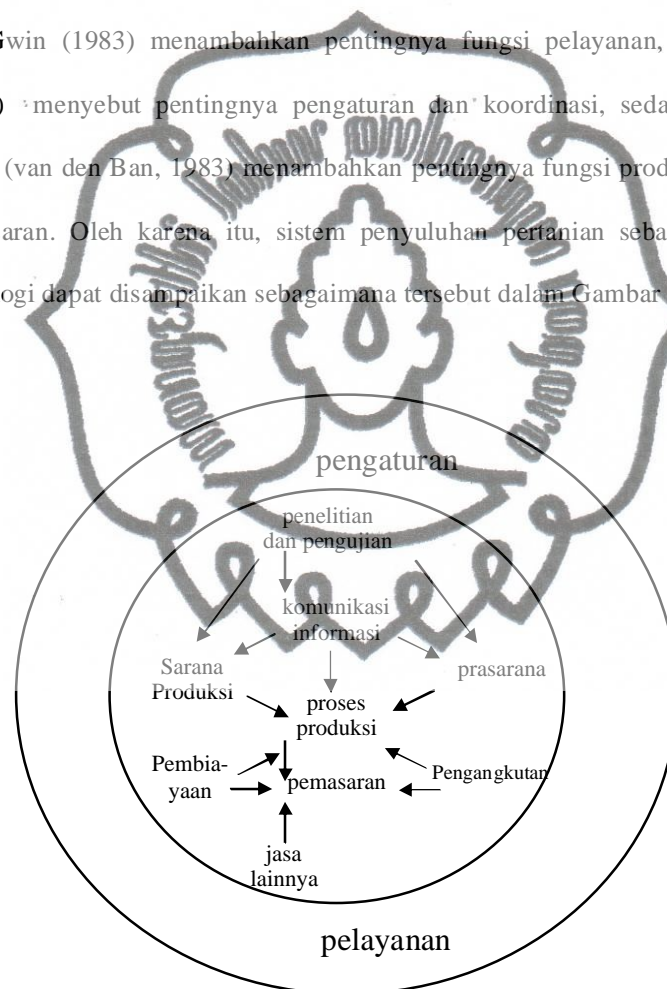 Gwin (1983) menambahkan pentingnya fungsi pelayanan,
) menyebut pentingnya pengaturan dan koordinasi, seda
(van den Ban, 1983) menambahkan pentingnya fungsi prod
aran. Oleh karena itu, sistem penyuluhan pertanian seba
ogi dapat disampaikan sebagaimana tersebut dalam Gambar
pengaturan
penelitian
dan pengujian
komunikasi
informasi
Sarana
Produksi
prasarana
proses
produksi
Pembia-
yaan
pemasaran
Pengangkutan
jasa
lainnya
pelayanan